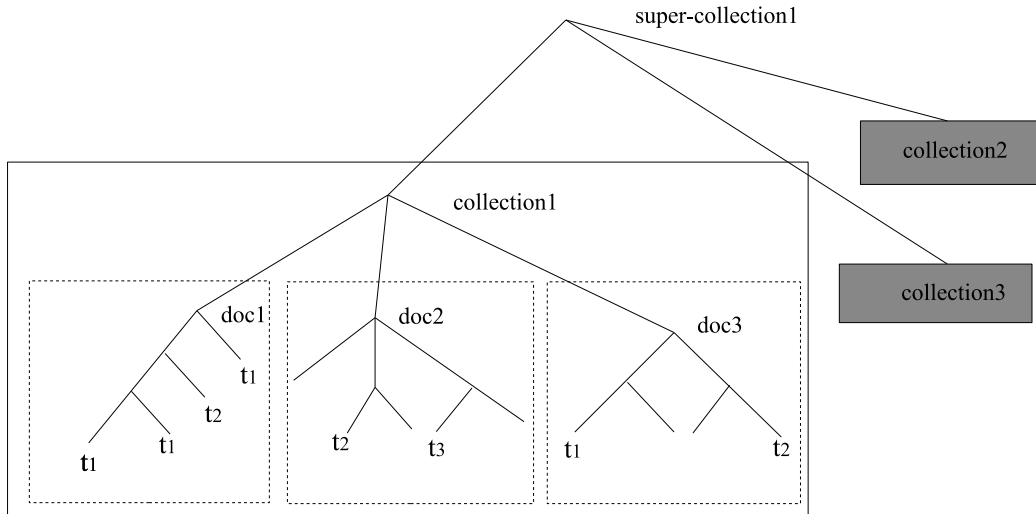 super-collection1
collection2
collection1
collection3
doc1
doc2
doc3
t1
t2
t1
t1
t2
t3
t1
t2